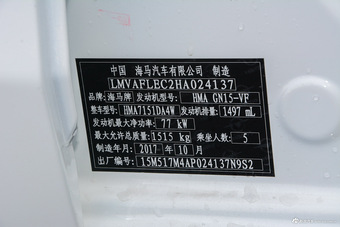 中国 海马汽车有限公司 制造
LMVAFLEC2HA024137
品牌 海马牌 发动机型号: HMA GN15-VF
整车型号: HMA7151DA4W 发动机排量: 1497 mL
发动机最大净功率: 77 kW
最大允许总质量: 1515 kg 乘坐人数: 5
制造年月: 2017 年 10 月
出厂编号: 15M517M4AP024137N9S2